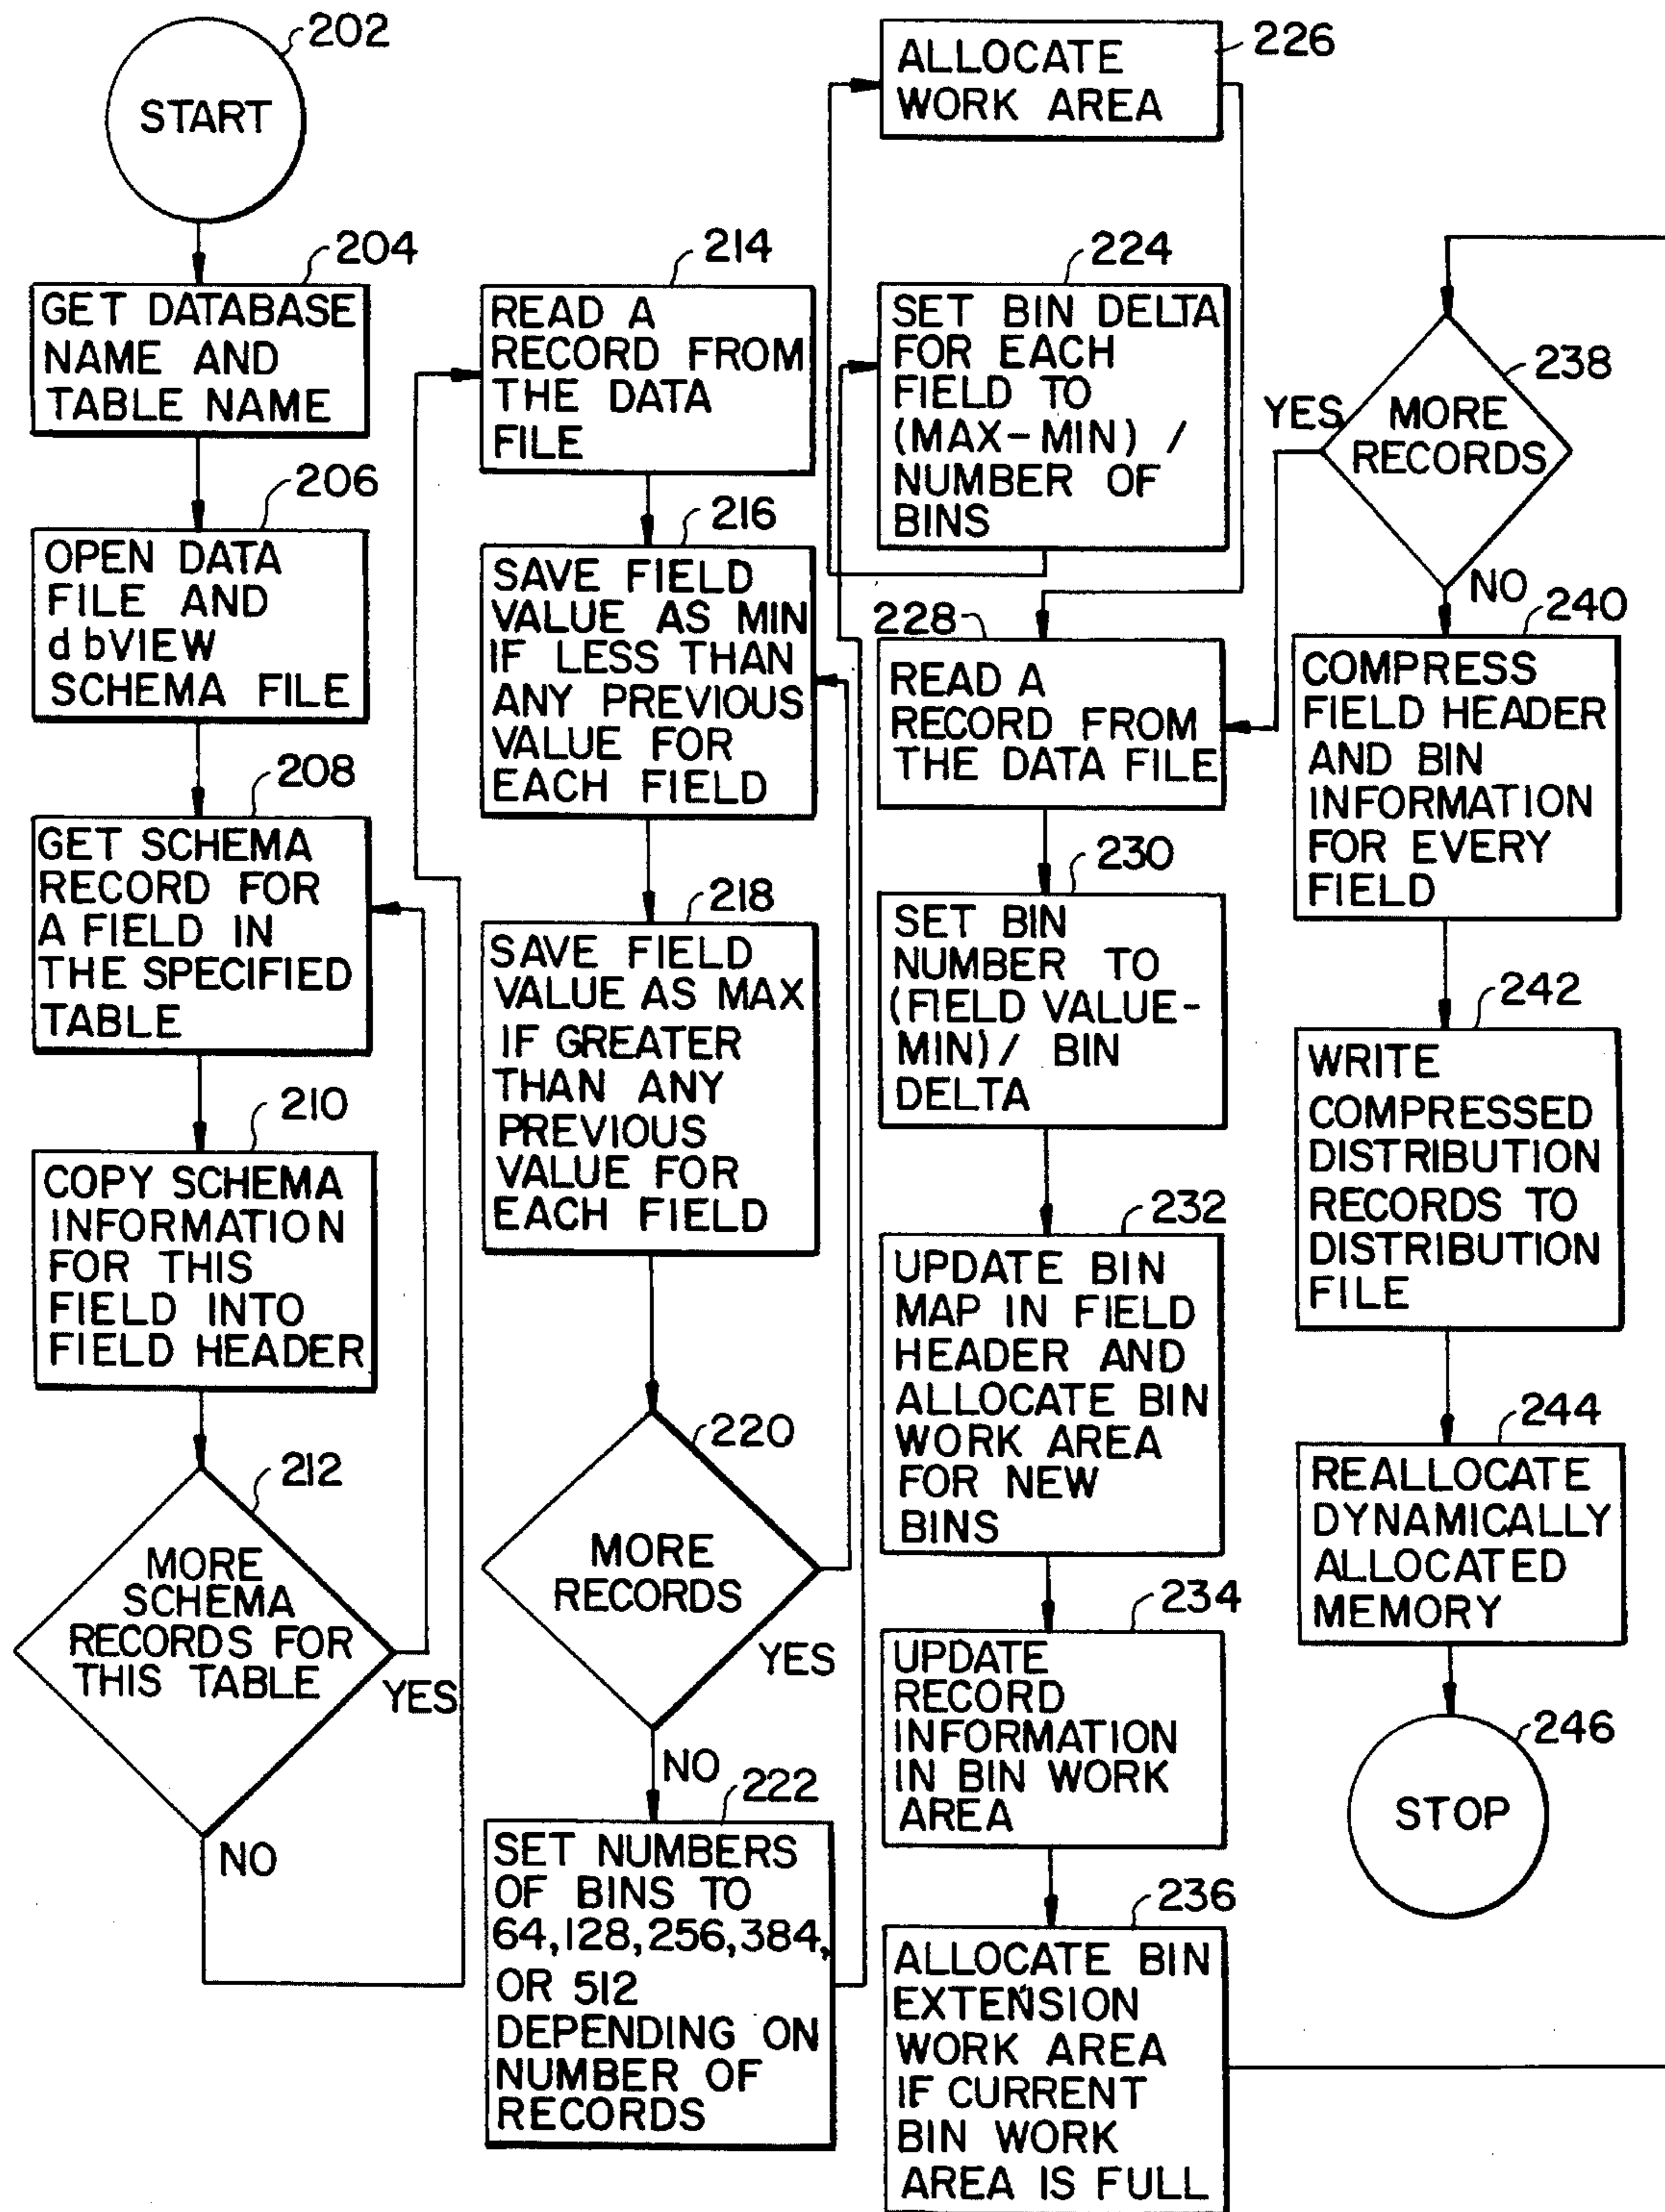 202
START
204
GET DATABASE
NAME AND
TABLE NAME
206
OPEN DATA
FILE AND
dbVIEW
SCHEMA FILE
208
GET SCHEMA
RECORD FOR
A FIELD IN
THE SPECIFIED
TABLE
210
COPY SCHEMA
INFORMATION
FOR THIS
FIELD INTO
FIELD HEADER
212
MORE
SCHEMA
RECORDS FOR
THIS TABLE
YES
NO
214
READ A
RECORD FROM
THE DATA
FILE
216
SAVE FIELD
VALUE AS MIN
IF LESS THAN
ANY PREVIOUS
VALUE FOR
EACH FIELD
218
SAVE FIELD
VALUE AS MAX
IF GREATER
THAN ANY
PREVIOUS
VALUE FOR
EACH FIELD
220
MORE
RECORDS
YES
NO
222
SET NUMBERS
OF BINS TO
64,128,256,384,
OR 512
DEPENDING ON
NUMBER OF
RECORDS
226
ALLOCATE
WORK AREA
224
SET BIN DELTA
FOR EACH
FIELD TO
(MAX-MIN) /
NUMBER OF
BINS
228
READ A
RECORD FROM
THE DATA FILE
230
SET BIN
NUMBER TO
(FIELD VALUE-
MIN)/ BIN
DELTA
232
UPDATE BIN
MAP IN FIELD
HEADER AND
ALLOCATE BIN
WORK AREA
FOR NEW
BINS
234
UPDATE
RECORD
INFORMATION
IN BIN WORK
AREA
236
ALLOCATE BIN
EXTENSION
WORK AREA
IF CURRENT
BIN WORK
AREA IS FULL
238
YES
MORE
RECORDS
NO
240
COMPRESS
FIELD HEADER
AND BIN
INFORMATION
FOR EVERY
FIELD
242
WRITE
COMPRESSED
DISTRIBUTION
RECORDS TO
DISTRIBUTION
FILE
244
REALLOCATE
DYNAMICALLY
ALLOCATED
MEMORY
246
STOP